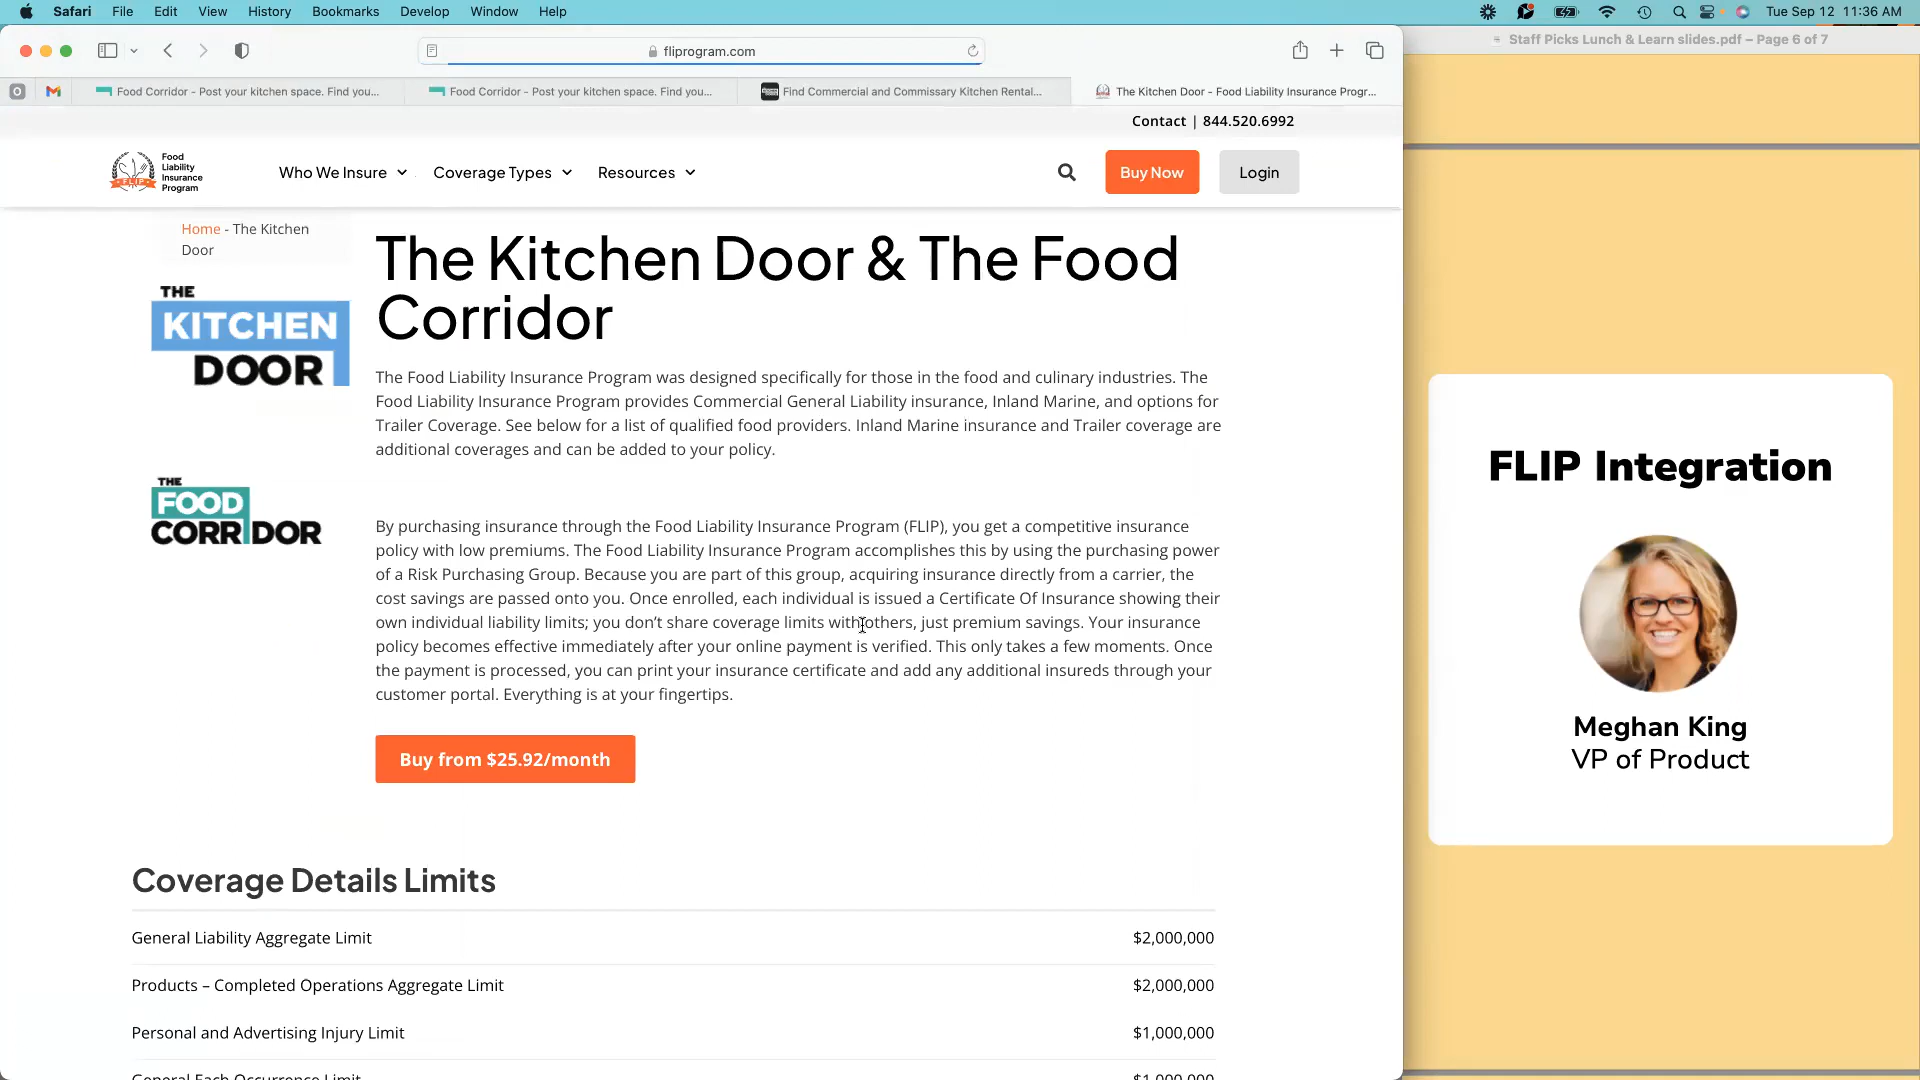 Safari File Edit View History Bookmarks Develop Window Help
Tue Sep 12 11:36 AM
fliprogram.com
Staff Picks Lunch & Learn slides.pdf – Page 6 of 7
Food Corridor - Post your kitchen space. Find you...
Food Corridor - Post your kitchen space. Find you...
Find Commercial and Commissary Kitchen Rental...
The Kitchen Door - Food Liability Insurance Progr...
Contact | 844.520.6992
FLIP
Food
Liability
Insurance
Program
Who We Insure
Coverage Types
Resources
Buy Now
Login
Home - The Kitchen
Door
THE
KITCHEN
DOOR
THE
FOOD
CORRIDOR
The Kitchen Door & The Food
Corridor
The Food Liability Insurance Program was designed specifically for those in the food and culinary industries. The
Food Liability Insurance Program provides Commercial General Liability insurance, Inland Marine, and options for
Trailer Coverage. See below for a list of qualified food providers. Inland Marine insurance and Trailer coverage are
additional coverages and can be added to your policy.
By purchasing insurance through the Food Liability Insurance Program (FLIP), you get a competitive insurance
policy with low premiums. The Food Liability Insurance Program accomplishes this by using the purchasing power
of a Risk Purchasing Group. Because you are part of this group, acquiring insurance directly from a carrier, the
cost savings are passed onto you. Once enrolled, each individual is issued a Certificate Of Insurance showing their
own individual liability limits; you don't share coverage limits with others, just premium savings. Your insurance
policy becomes effective immediately after your online payment is verified. This only takes a few moments. Once
the payment is processed, you can print your insurance certificate and add any additional insureds through your
customer portal. Everything is at your fingertips.
Buy from $25.92/month
Coverage Details Limits
General Liability Aggregate Limit $2,000,000
Products – Completed Operations Aggregate Limit $2,000,000
Personal and Advertising Injury Limit $1,000,000
General Each Occurrence Limit $1,000,000
FLIP Integration
Meghan King
VP of Product